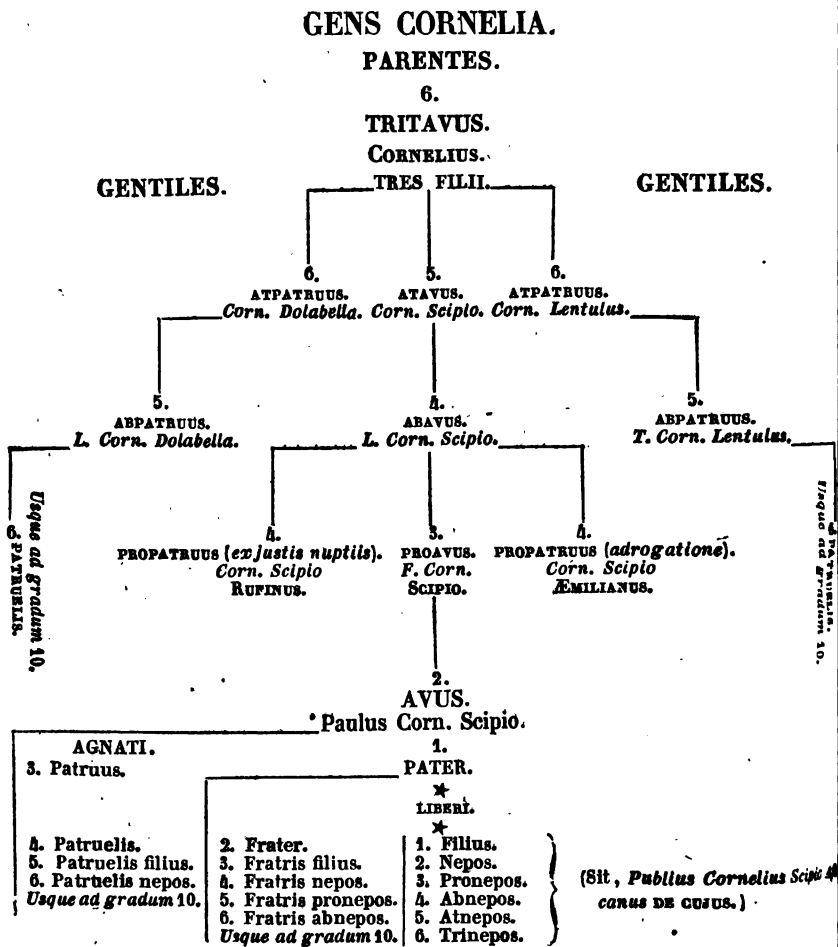 GENS CORNELIA.
PARENTES.
6.
TRITAVUS.
CORNELIUS.
GENTILES.
TRES FILII.
GENTILES.
6.
ATPATRUUS.
Corn. Dolabella.
5.
ATAVUS.
Corn. Scipio.
6.
ATPATRUUS.
Corn. Lentulus.
5.
ABPATRUUS.
L. Corn. Dolabella.
4.
ABAVUS.
L. Corn. Scipio.
5.
ABPATRUUS.
T. Corn. Lentulus.
6.
PATRUELIS.
Usque ad gradum 10.
4.
PROPATRUUS (ex justis nuptiis).
Corn. Scipio
RUFINUS.
3.
PROAVUS.
F. Corn.
SCIPIO.
4.
PROPATRUUS (adrogatione).
Corn. Scipio
ÆMILIANUS.
PATRUELIS.
Usque ad gradum 10.
2.
AVUS.
Paulus Corn. Scipio.
AGNATI.
3. Patruus.
1.
PATER.
LIBERI.
4. Patruelis.
5. Patruelis filius.
6. Patruelis nepos.
Usque ad gradum 10.
2. Frater.
3. Fratris filius.
4. Fratris nepos.
5. Fratris pronepos.
6. Fratris abnepos.
Usque ad gradum 10.
1. Filius.
2. Nepos.
3. Pronepos.
4. Abnepos.
5. Atnepos.
6. Trinepos.
(Sit, Publius Cornelius Scipio
canus DE CUJUS.)